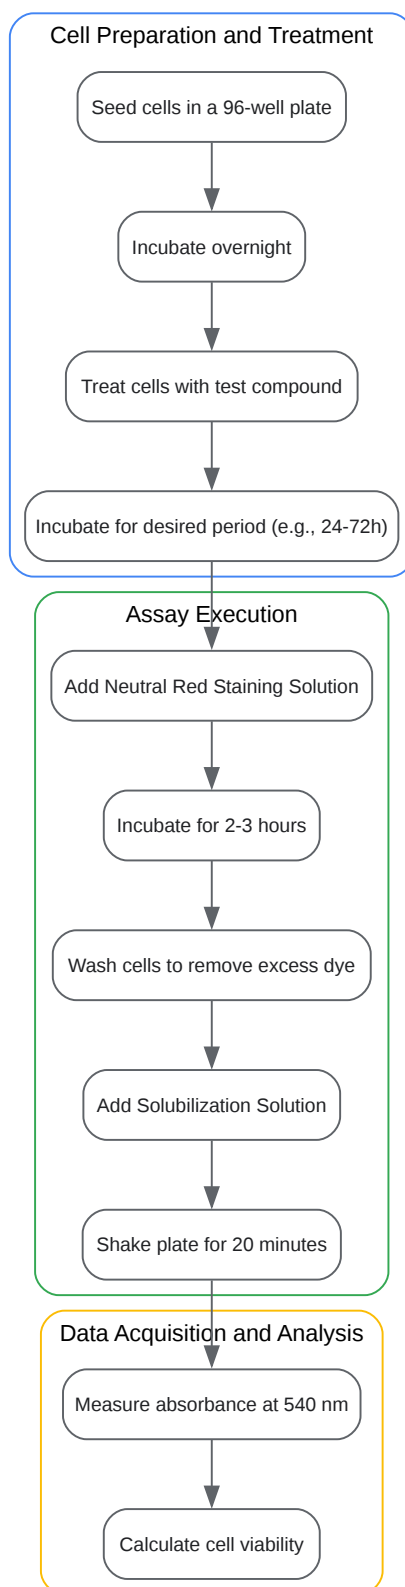 Cell Preparation and Treatment
Seed cells in a 96-well plate
Incubate overnight
Treat cells with test compound
Incubate for desired period (e.g., 24-72h)
Assay Execution
Add Neutral Red Staining Solution
Incubate for 2-3 hours
Wash cells to remove excess dye
Add Solubilization Solution
Shake plate for 20 minutes
Data Acquisition and Analysis
Measure absorbance at 540 nm
Calculate cell viability